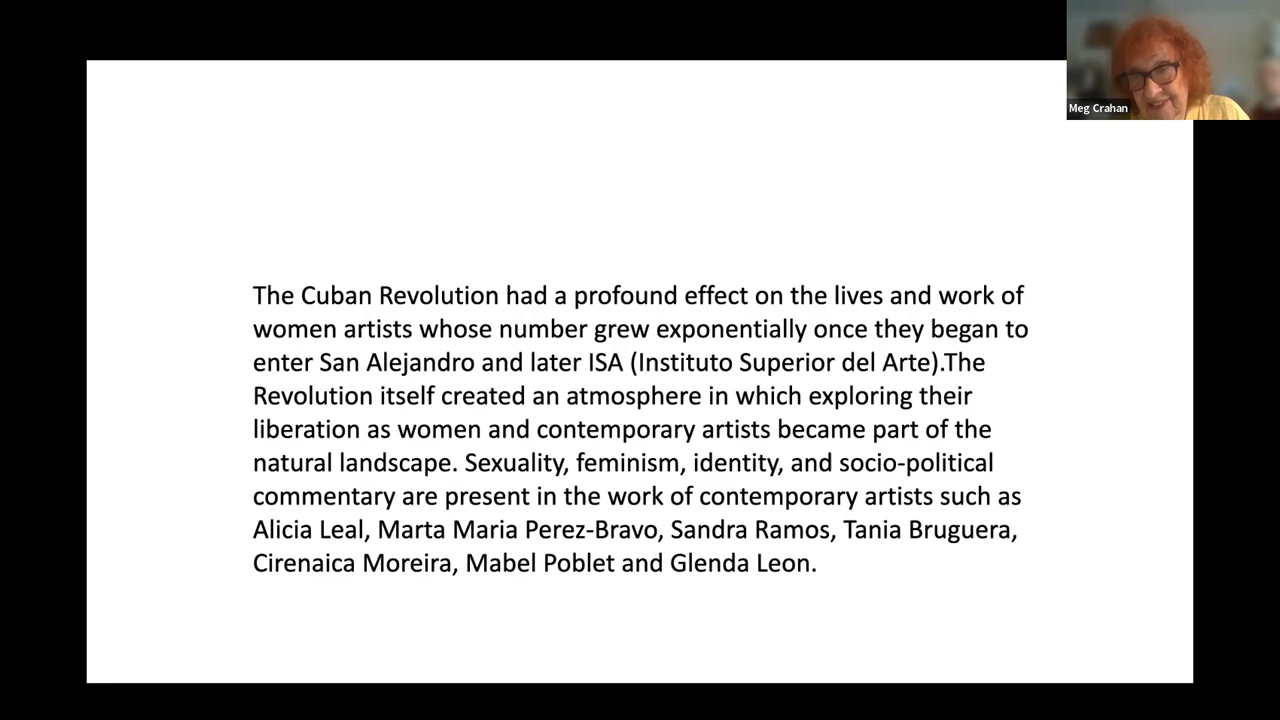 Meg Crahan
The Cuban Revolution had a profound effect on the lives and work of
women artists whose number grew exponentially once they began to
enter San Alejandro and later ISA (Instituto Superior del Arte).The
Revolution itself created an atmosphere in which exploring their
liberation as women and contemporary artists became part of the
natural landscape. Sexuality, feminism, identity, and socio-political
commentary are present in the work of contemporary artists such as
Alicia Leal, Marta Maria Perez-Bravo, Sandra Ramos, Tania Bruguera,
Cirenaica Moreira, Mabel Poblet and Glenda Leon.